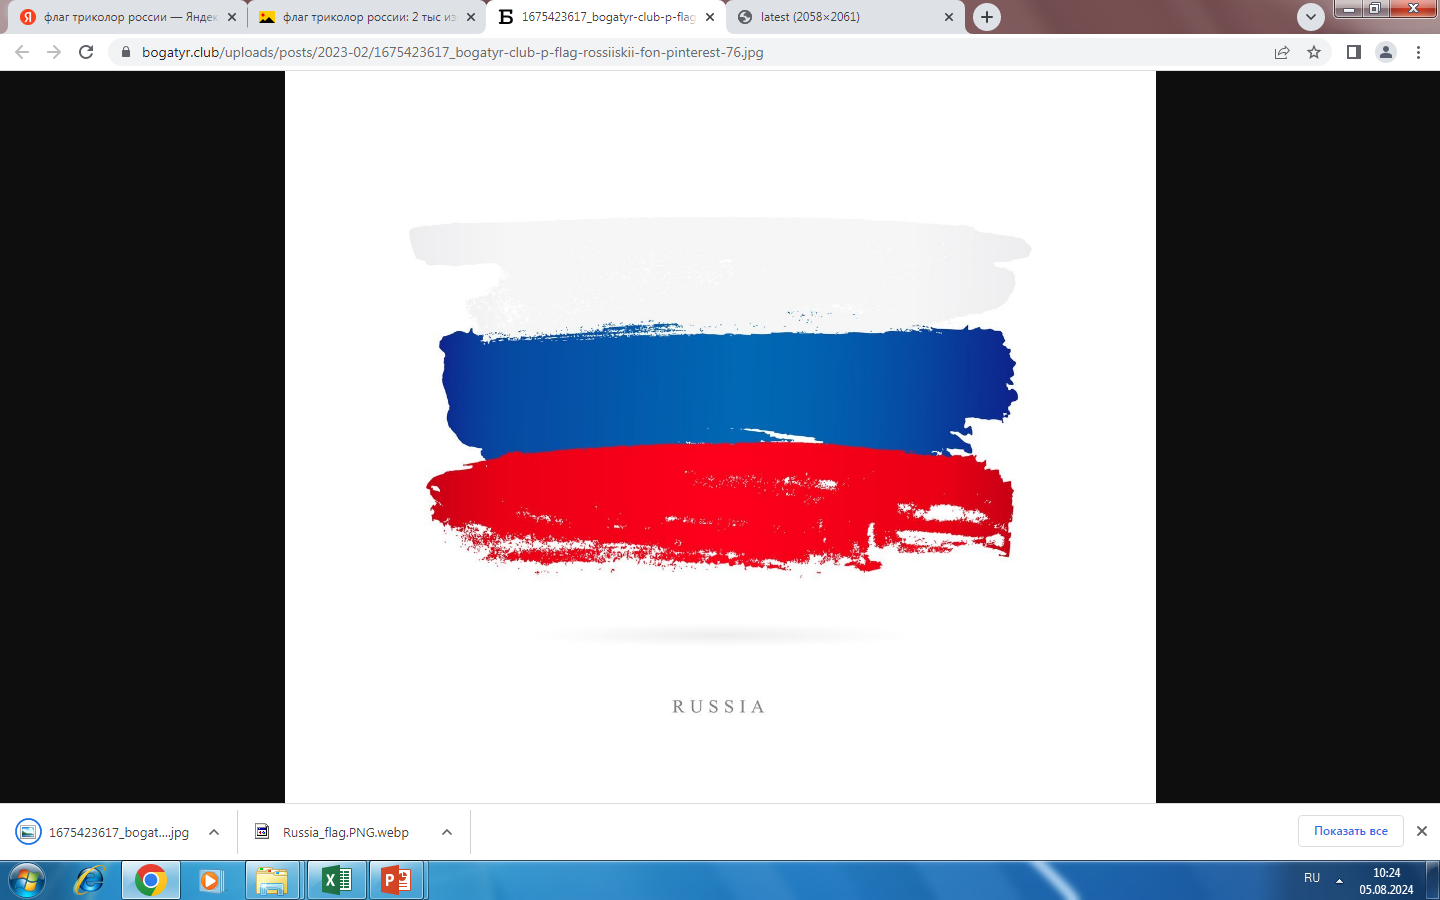 флаг триколор россии — Яндек
флаг триколор россии: 2 тыс из
1675423617_bogatyr-club-p-flag
latest (2058×2061)
bogatyr.club/uploads/posts/2023-02/1675423617_bogatyr-club-p-flag-rossiiskii-fon-pinterest-76.jpg
RUSSIA
1675423617_bogat....jpg
Russia_flag.PNG.webp
Показать все
RU
10:24
05.08.2024